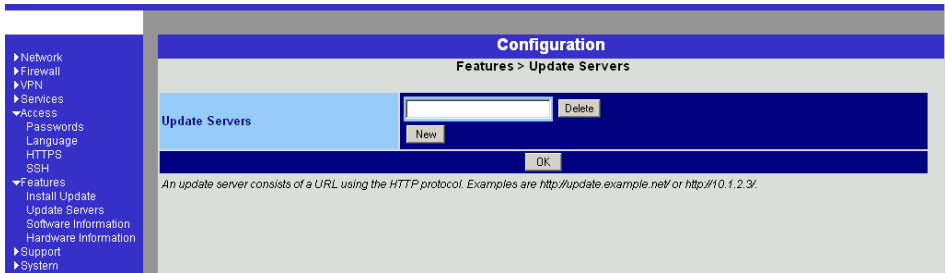 Configuration
Features > Update Servers
Network
Firewall
VPN
Services
Access
Passwords
Language
HTTPS
SSH
Features
Install Update
Update Servers
Software Information
Hardware Information
Support
System
Update Servers
Delete
New
OK
An update server consists of a URL using the HTTP protocol. Examples are http://update.example.net/ or http://10.1.2.3/.